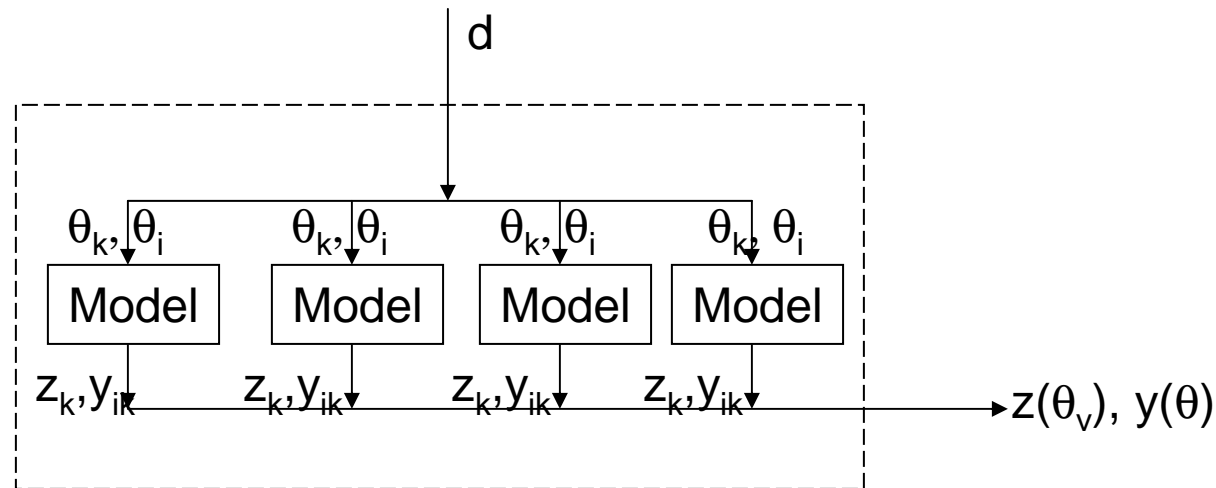 d
θk, θi θk, θi θk, θi θk, θi
Model Model Model Model
zk,yik zk,yik zk,yik zk,yik
z(θv), y(θ)